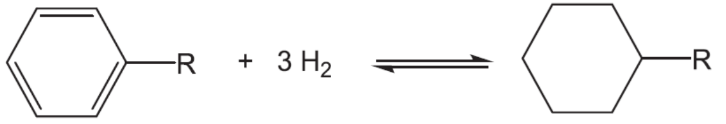 R + 3 H₂ R